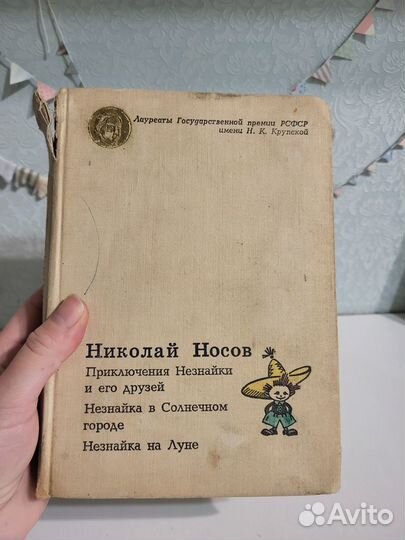 Лауреаты Государственной премии РСФСР
имени Н. К. Крупской
Николай Носов
Приключения Незнайки
и его друзей
Незнайка в Солнечном
городе
Незнайка на Луне
Avito